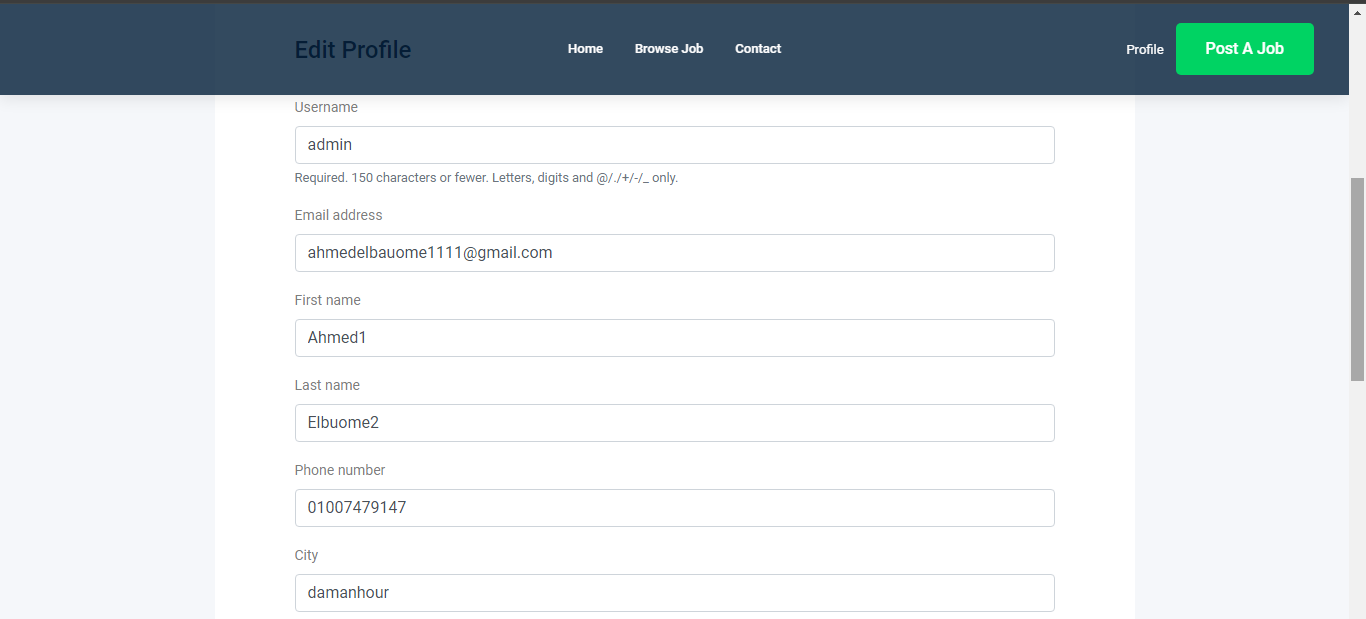 Edit Profile
Home
Browse Job
Contact
Profile
Post A Job
Username
admin
Required. 150 characters or fewer. Letters, digits and @/./+/-/_ only.
Email address
ahmedelbauome1111@gmail.com
First name
Ahmed1
Last name
Elbuome2
Phone number
01007479147
City
damanhour